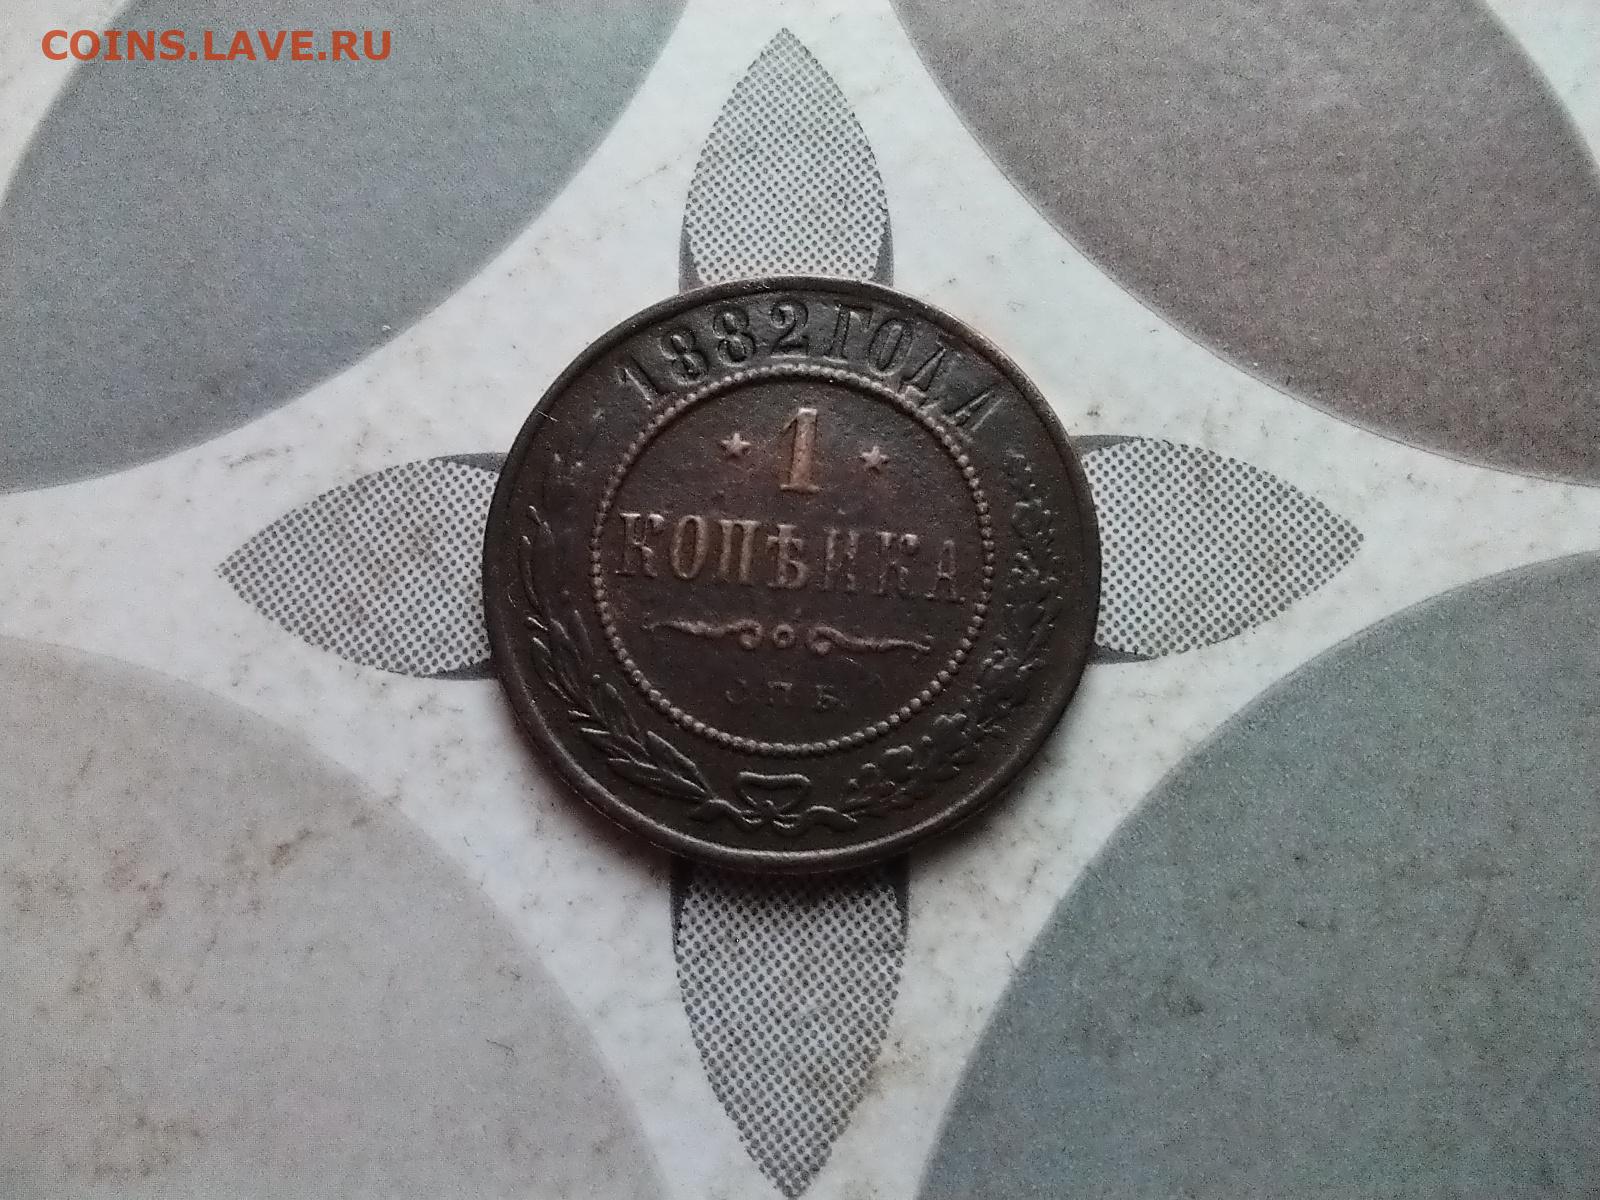 COINS.LAVE.RU
1882 ГОДА
1
КОПѢЙКА
СПБ.